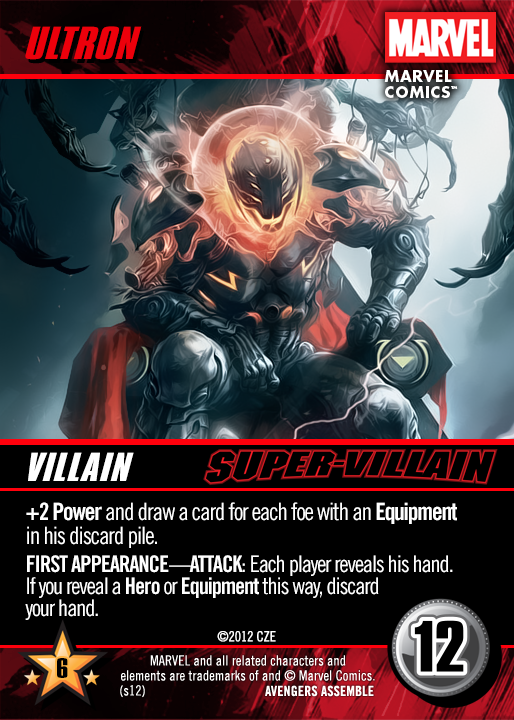 ULTRON
MARVEL
MARVEL
COMICS™
VILLAIN
SUPER-VILLAIN
+2 Power and draw a card for each foe with an Equipment
in his discard pile.
FIRST APPEARANCE—ATTACK: Each player reveals his hand.
If you reveal a Hero or Equipment this way, discard
your hand.
©2012 CZE
6
MARVEL and all related characters and
elements are trademarks of and © Marvel Comics.
(s12)
AVENGERS ASSEMBLE
12